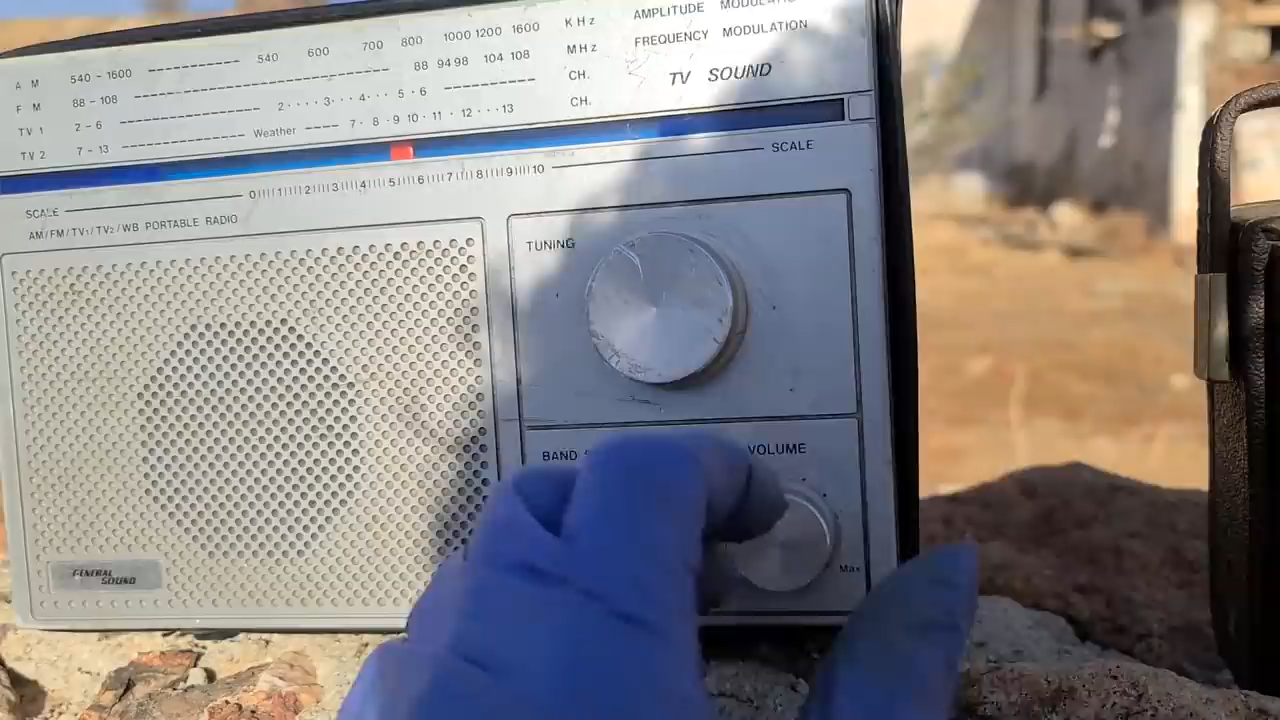 540 600 700 800 1000 1200 1600 KHz AMPLITUDE
A M 540 - 1600
88 94 98 104 108 MHz FREQUENCY MODULATION
F M 88 - 108
2 · · · · 3 · · · 4 · · · · 5 · 6 CH. TV SOUND
TV 1 2 - 6
Weather 7 · 8 · 9 10 · 11 · 12 · · · 13 CH.
TV 2 7 - 13
SCALE 0 1 2 3 4 5 6 7 8 9 10 SCALE
AM/FM/TV1/TV2/WB PORTABLE RADIO
TUNING
BAND VOLUME
Max
GENERAL
SOUND